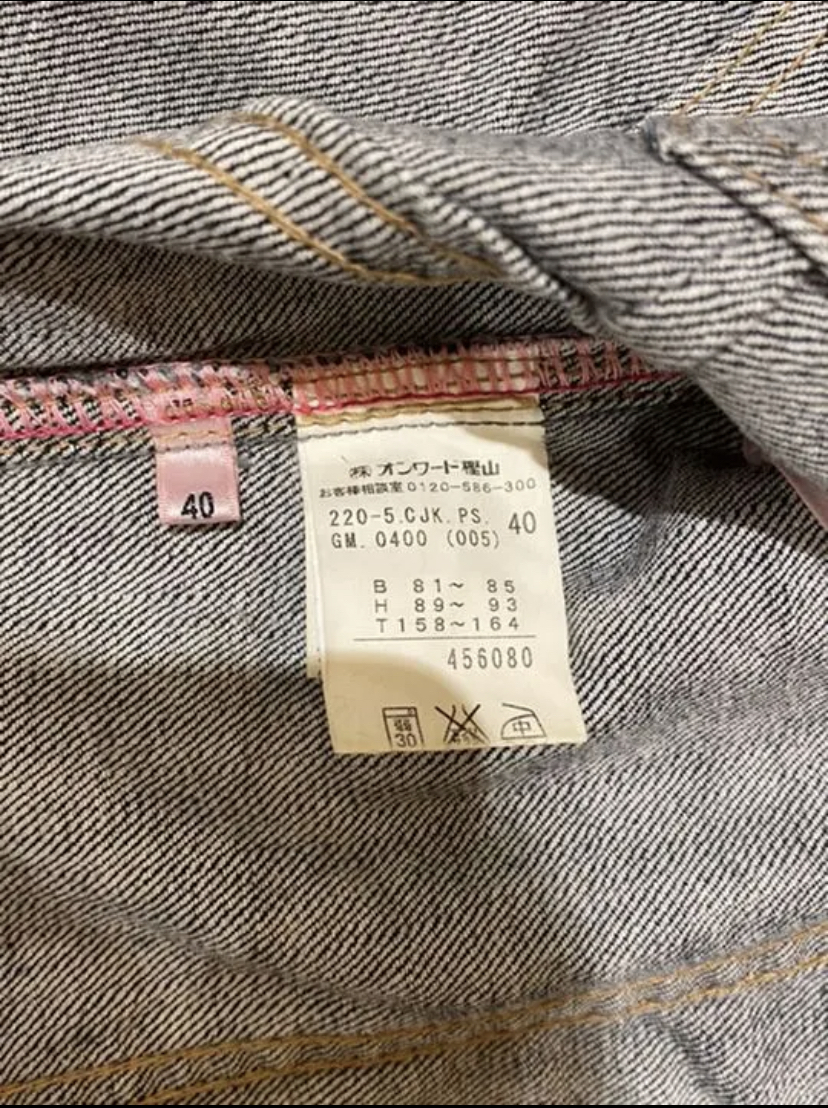 40
㈱ オンワード樫山
お客様相談室 0120-586-300
220-5.CJK.PS. 40
GM.0400 (005)
B 81~ 85
H 89~ 93
T158~164
456080
弱
30
中